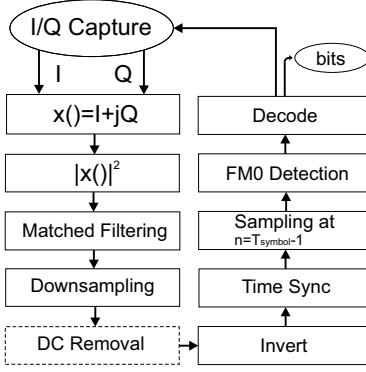 I/Q Capture
I
Q
x()=I+jQ
|x()|²
Matched Filtering
Downsampling
DC Removal
Invert
Time Sync
Sampling at
n=Tsymbol-1
FM0 Detection
Decode
bits